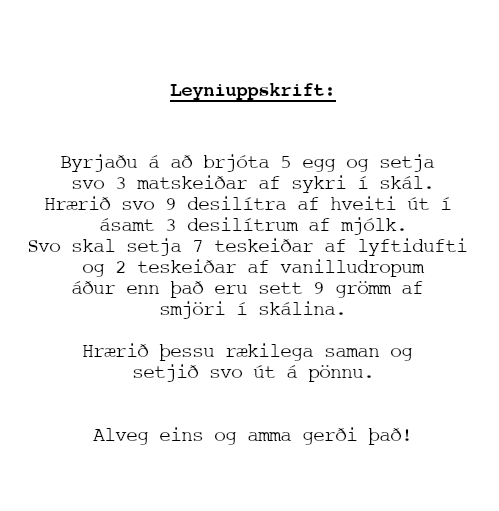 Leyniuppskrift:
Byrjaðu á að brjóta 5 egg og setja
svo 3 matskeiðar af sykri í skál.
Hrærið svo 9 desilítra af hveiti út í
ásamt 3 desilítrum af mjólk.
Svo skal setja 7 teskeiðar af lyftidufti
og 2 teskeiðar af vanilludropum
áður enn það eru sett 9 grömm af
smjöri í skálina.
Hrærið þessu rækilega saman og
setjið svo út á pönnu.
Alveg eins og amma gerði það!